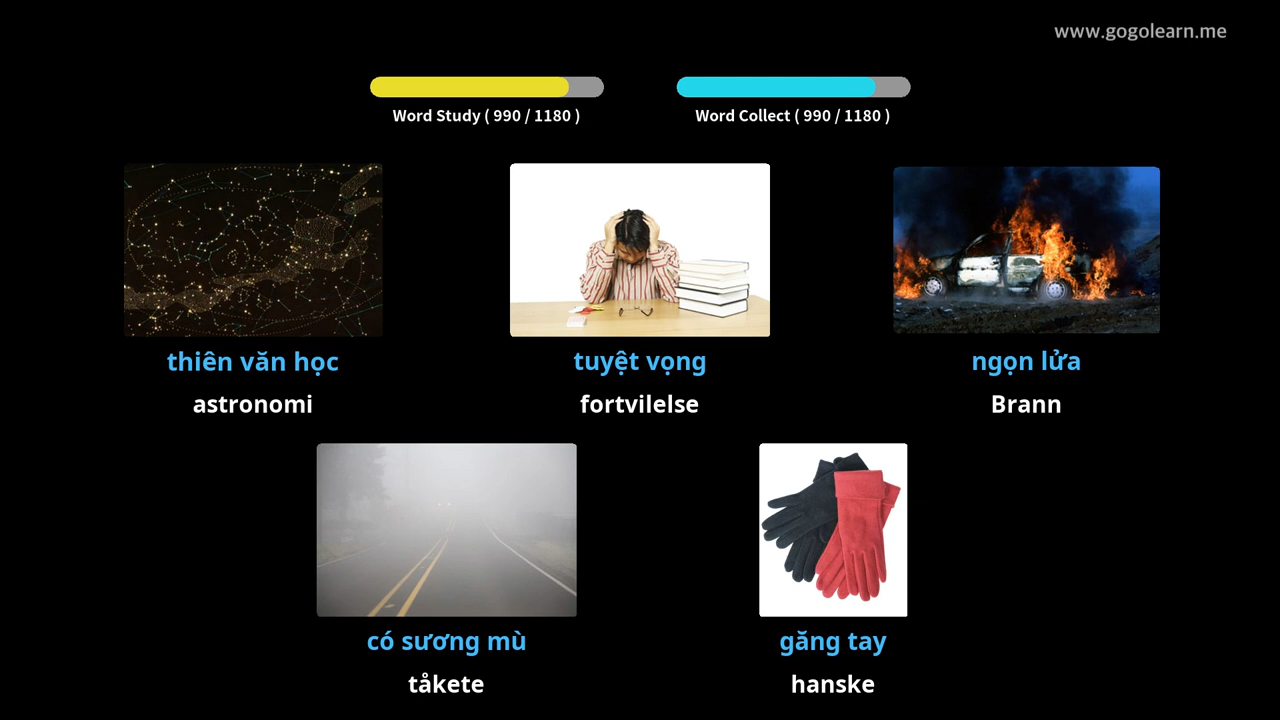 www.gogolearn.me
Word Study ( 990 / 1180 )
Word Collect ( 990 / 1180 )
thiên văn học
astronomi
tuyệt vọng
fortvilelse
ngọn lửa
Brann
có sương mù
tåkete
găng tay
hanske